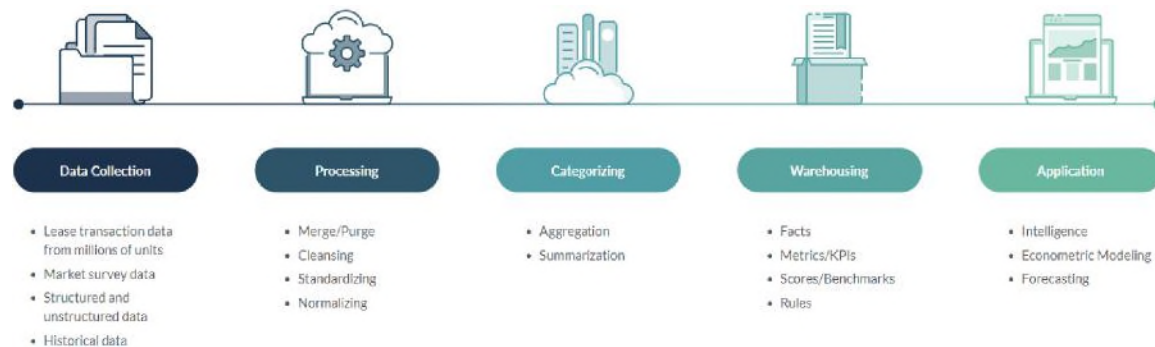 Data Collection
Processing
Categorizing
Warehousing
Application
• Lease transaction data
from millions of units
• Market survey data
• Structured and
unstructured data
• Historical data
• Merge/Purge
• Cleansing
• Standardizing
• Normalizing
• Aggregation
• Summarization
• Facts
• Metrics/KPIs
• Scores/Benchmarks
• Rules
• Intelligence
• Econometric Modeling
• Forecasting